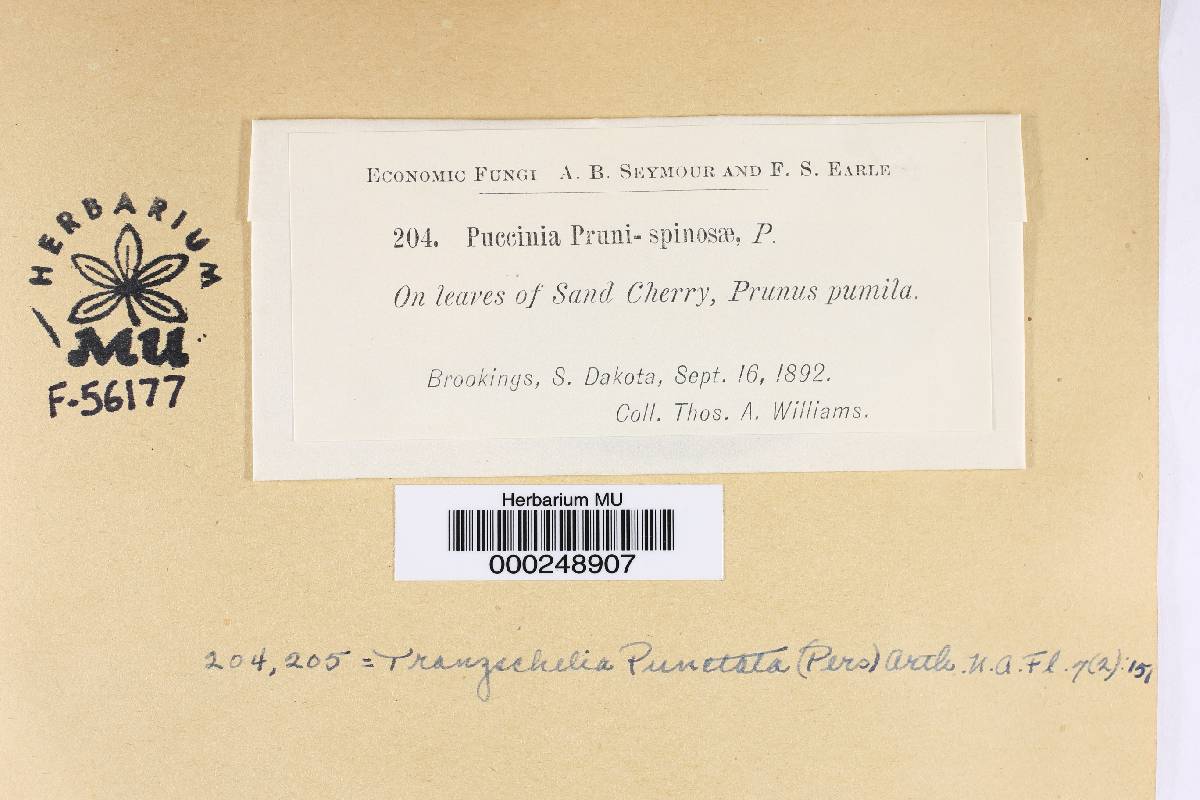 ECONOMIC FUNGI A. B. SEYMOUR AND F. S. EARLE
204. Puccinia Pruni-spinosæ, P.
On leaves of Sand Cherry, Prunus pumila.
Brookings, S. Dakota, Sept. 16, 1892.
Coll. Thos. A. Williams.
HERBARIUM
MU
F-56177
Herbarium MU
000248907
204, 205 = Tranzschelia Punctata (Pers) Arth. N.A.Fl. 7(2):151